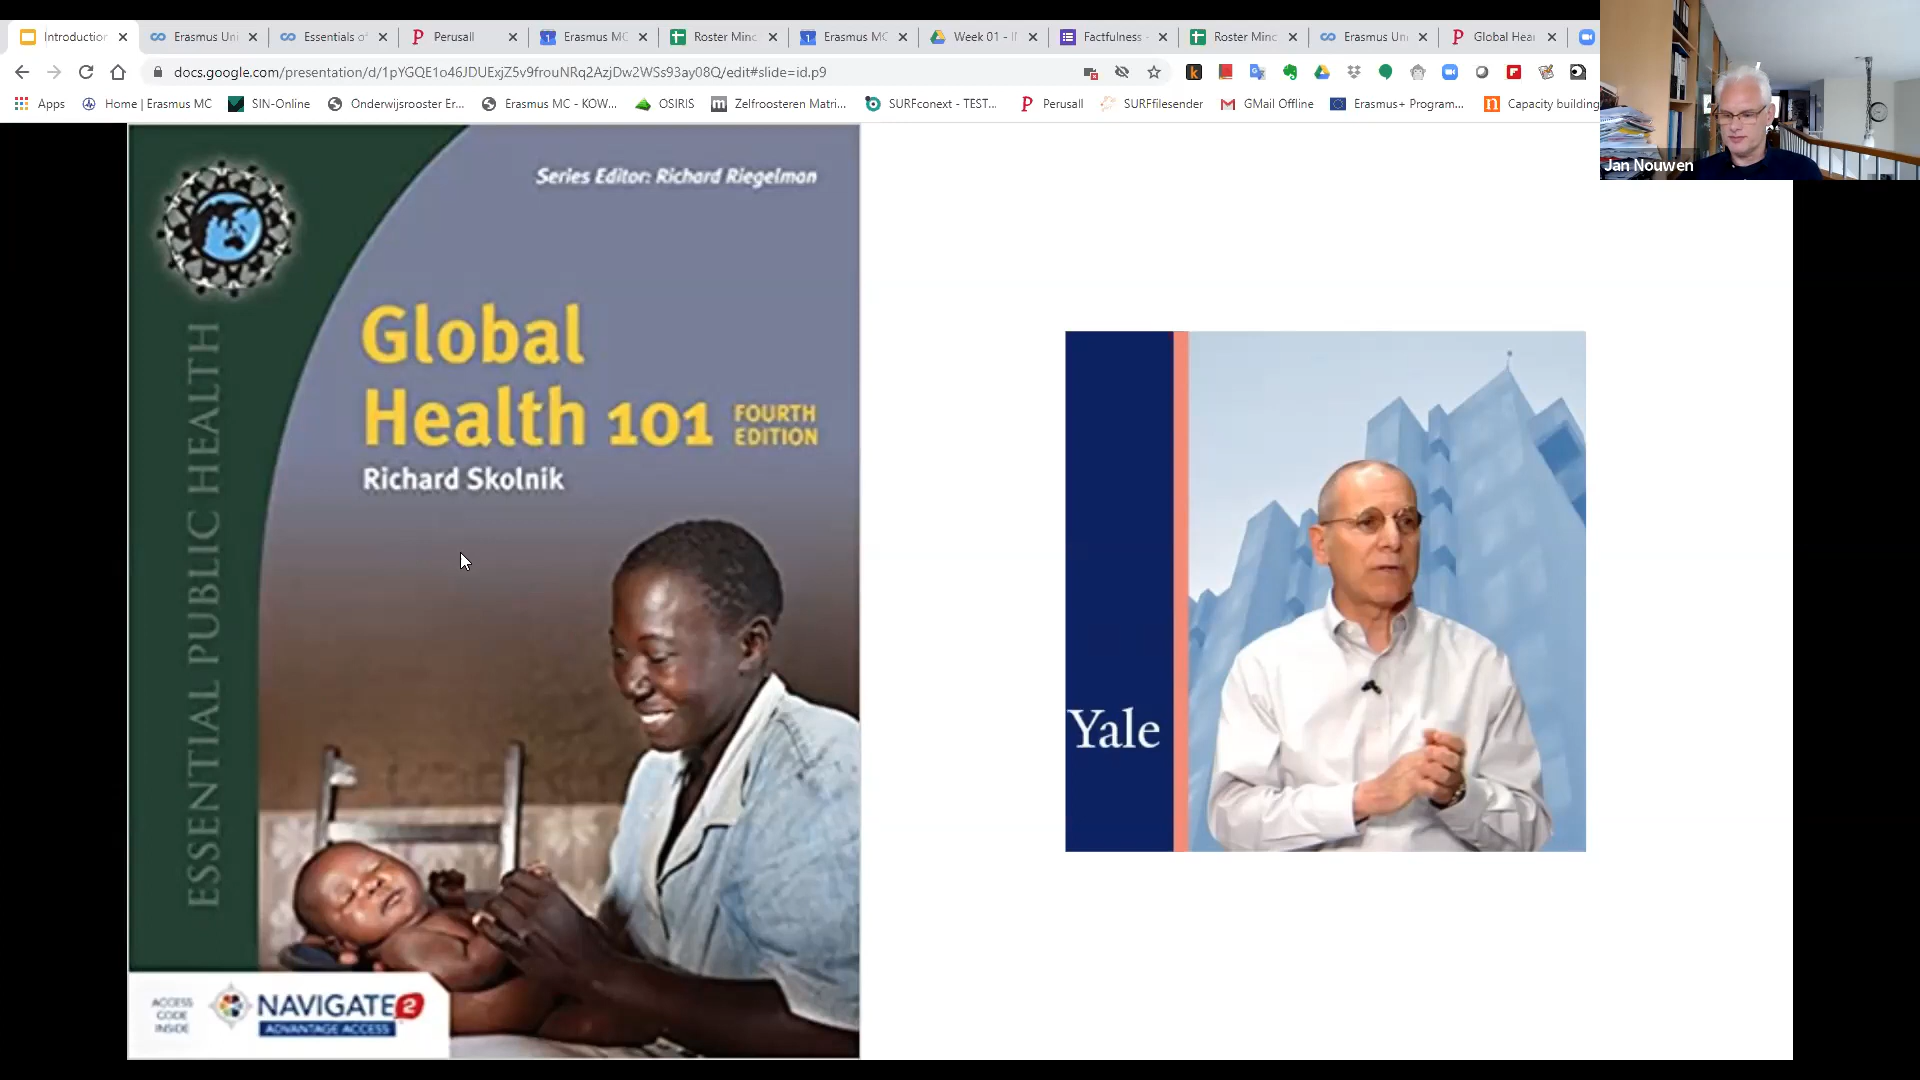 Introduction
Erasmus Uni
Essentials of
Perusall
Erasmus MC
Roster Minc
Erasmus MC
Week 01 - I
Factfulness -
Roster Minc
Erasmus Uni
Global Heal
docs.google.com/presentation/d/1pYGQE1o46JDUExjZ5v9frouNRq2AzjDw2WSs93ay08Q/edit#slide=id.p9
Apps
Home | Erasmus MC
SIN-Online
Onderwijsrooster Er...
Erasmus MC - KOW...
OSIRIS
Zelfroosteren Matri...
SURFconext - TEST...
Perusall
SURFfilesender
GMail Offline
Erasmus+ Program...
Capacity building
Jan Nouwen
Series Editor: Richard Riegelman
ESSENTIAL PUBLIC HEALTH
Global
Health 101 FOURTH
EDITION
Richard Skolnik
ACCESS
CODE
INSIDE
NAVIGATE 2
ADVANTAGE ACCESS
Yale